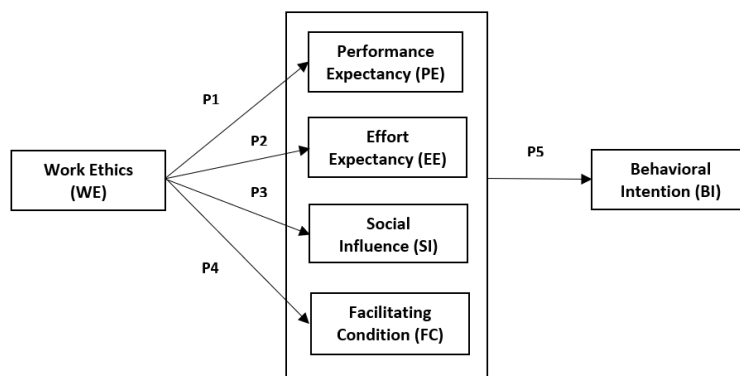 Performance
Expectancy (PE)
P1
P2
Effort
Expectancy (EE)
P5
Work Ethics
(WE)
Behavioral
Intention (BI)
P3
Social
Influence (SI)
P4
Facilitating
Condition (FC)